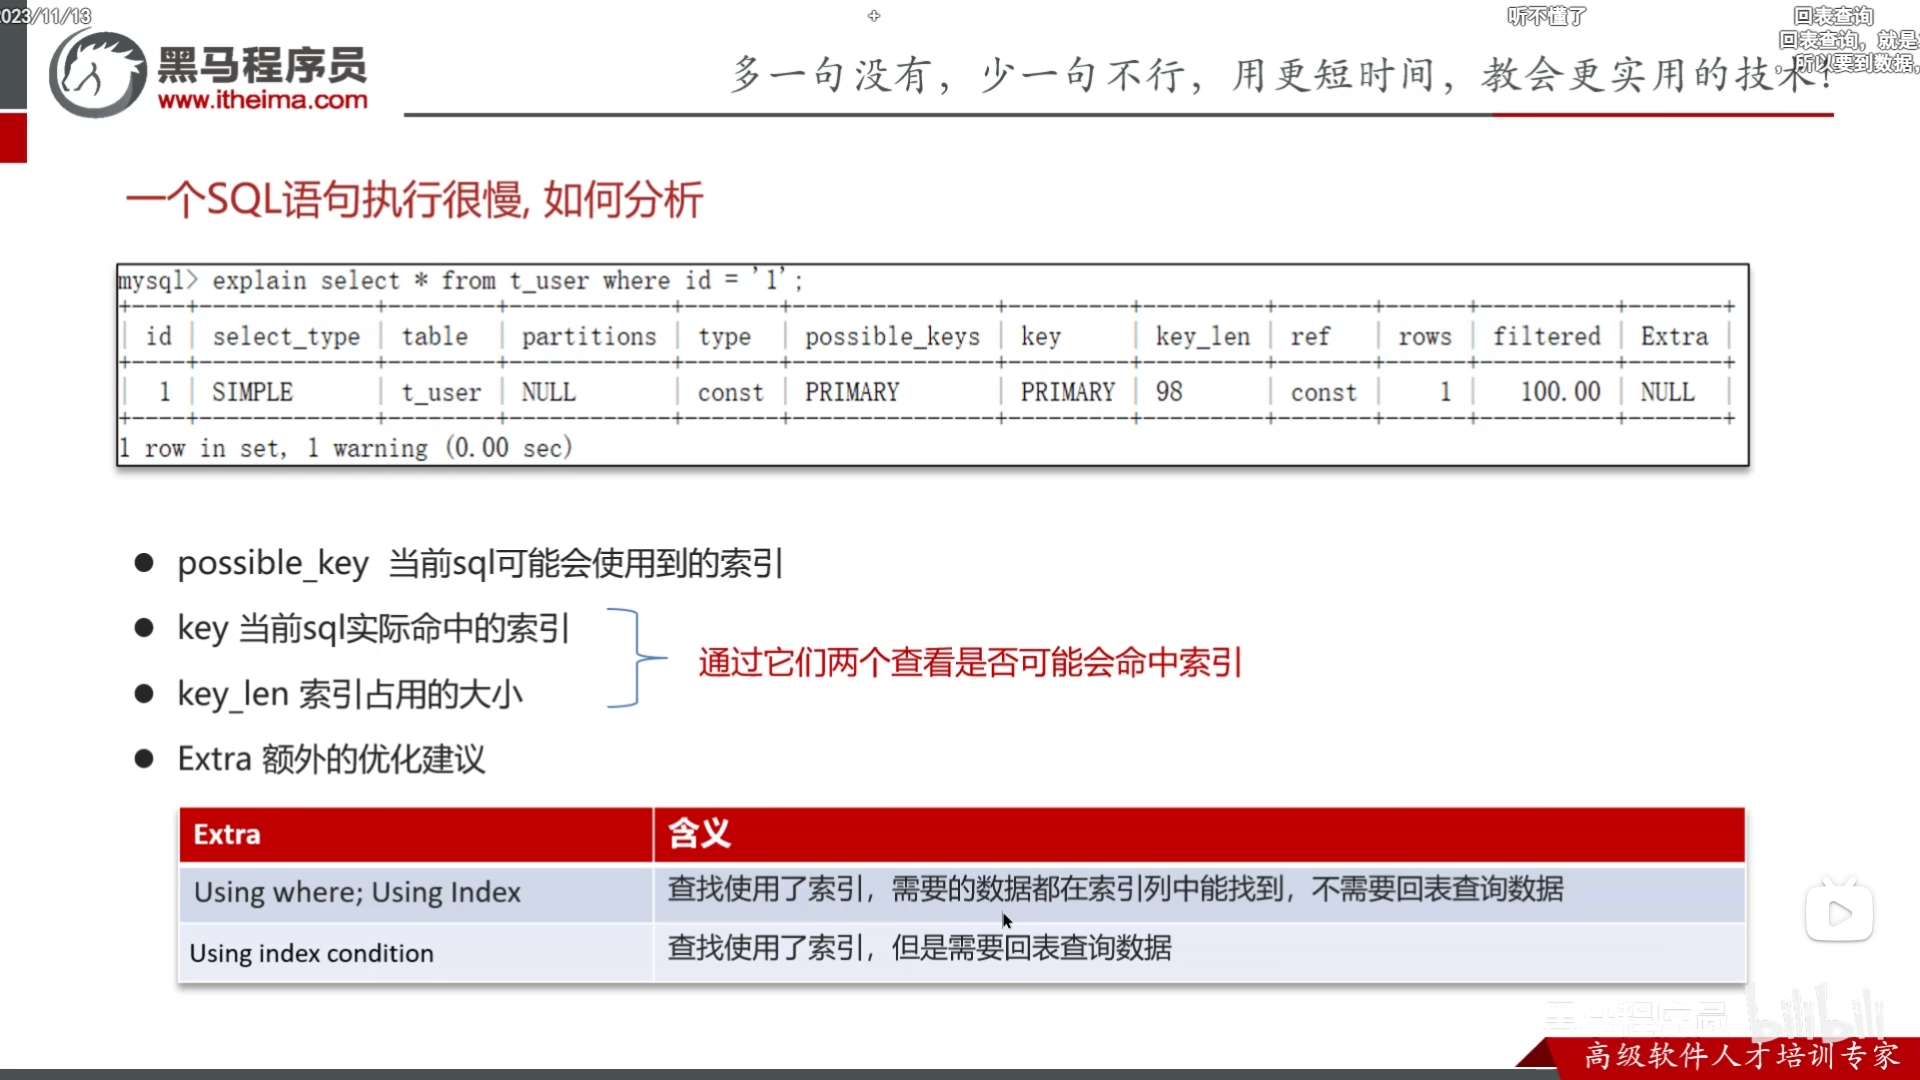 2023/11/13
听不懂了
回表查询
回表查询，就是
，所以要到数据，
黑马程序员
www.itheima.com
多一句没有，少一句不行，用更短时间，教会更实用的技术！
一个SQL语句执行很慢, 如何分析
mysql> explain select * from t_user where id = '1';
+----+-------------+--------+------------+-------+---------------+---------+---------+-------+------+----------+-------+
| id | select_type | table | partitions | type | possible_keys | key | key_len | ref | rows | filtered | Extra |
+----+-------------+--------+------------+-------+---------------+---------+---------+-------+------+----------+-------+
| 1 | SIMPLE | t_user | NULL | const | PRIMARY | PRIMARY | 98 | const | 1 | 100.00 | NULL |
+----+-------------+--------+------------+-------+---------------+---------+---------+-------+------+----------+-------+
1 row in set, 1 warning (0.00 sec)
● possible_key 当前sql可能会使用到的索引
● key 当前sql实际命中的索引
● key_len 索引占用的大小
通过它们两个查看是否可能会命中索引
● Extra 额外的优化建议
Extra 含义
Using where; Using Index 查找使用了索引，需要的数据都在索引列中能找到，不需要回表查询数据
Using index condition 查找使用了索引，但是需要回表查询数据
黑马程序员 bilibili
高级软件人才培训专家